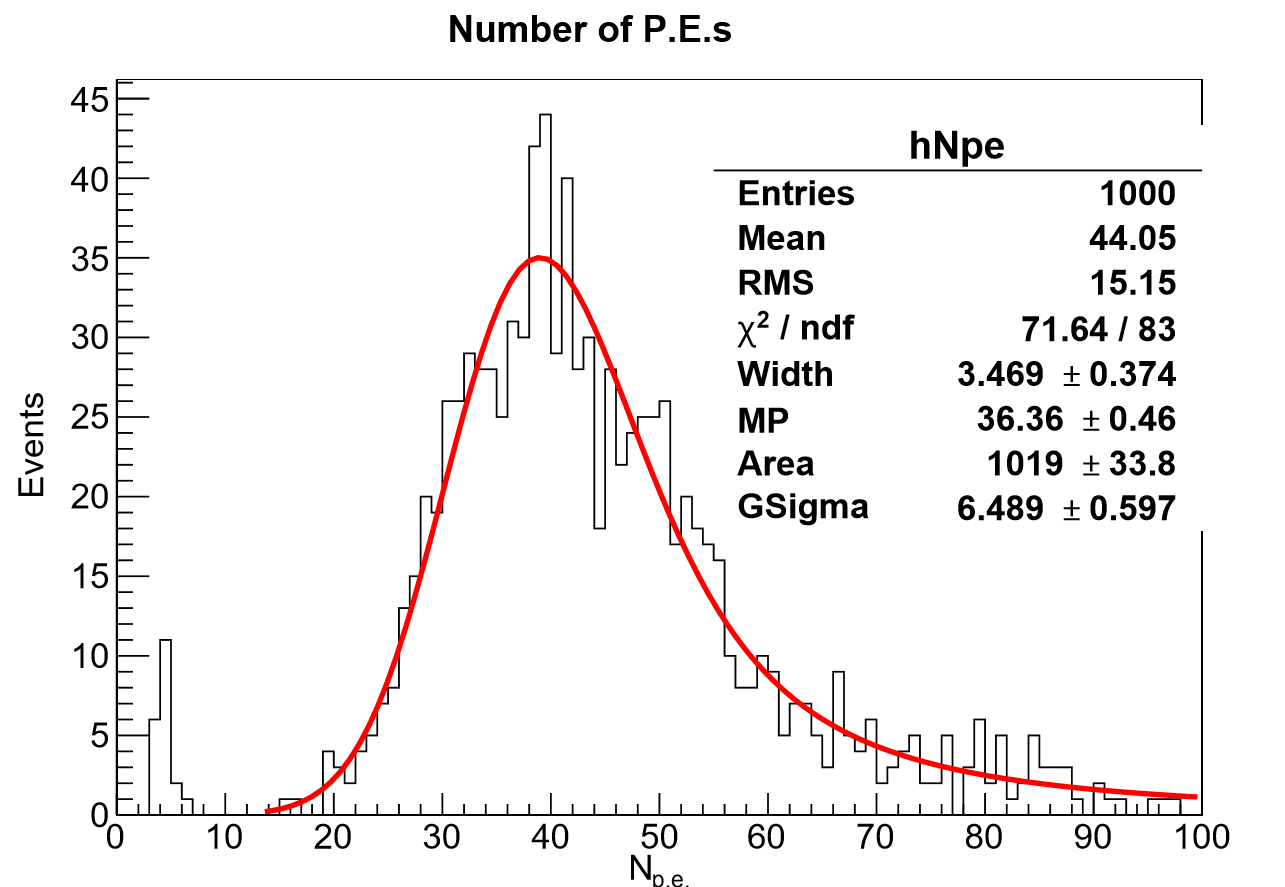 Number of P.E.s
hNpe
Entries 1000
Mean 44.05
RMS 15.15
χ² / ndf 71.64 / 83
Width 3.469 ± 0.374
MP 36.36 ± 0.46
Area 1019 ± 33.8
GSigma 6.489 ± 0.597
Events
45
40
35
30
25
20
15
10
5
0
0 10 20 30 40 50 60 70 80 90 100
Np.e.